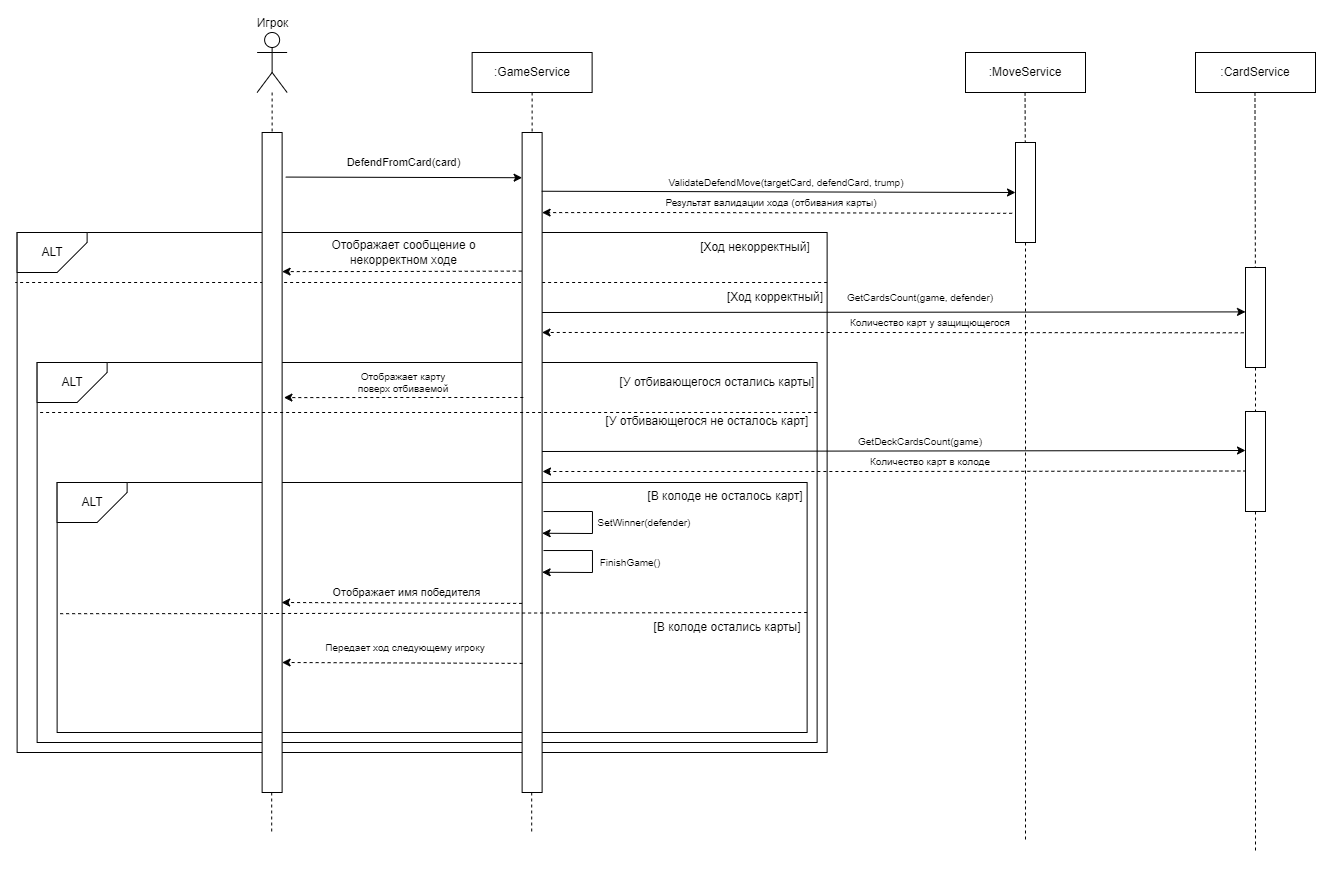 Игрок
:GameService
:MoveService
:CardService
DefendFromCard(card)
ValidateDefendMove(targetCard, defendCard, trump)
Результат валидации хода (отбивания карты)
ALT
Отображает сообщение о
некорректном ходе
[Ход некорректный]
[Ход корректный]
GetCardsCount(game, defender)
Количество карт у защищющегося
ALT
Отображает карту
поверх отбиваемой
[У отбивающегося остались карты]
[У отбивающегося не осталось карт]
GetDeckCardsCount(game)
Количество карт в колоде
ALT
[В колоде не осталось карт]
SetWinner(defender)
FinishGame()
Отображает имя победителя
[В колоде остались карты]
Передает ход следующему игроку